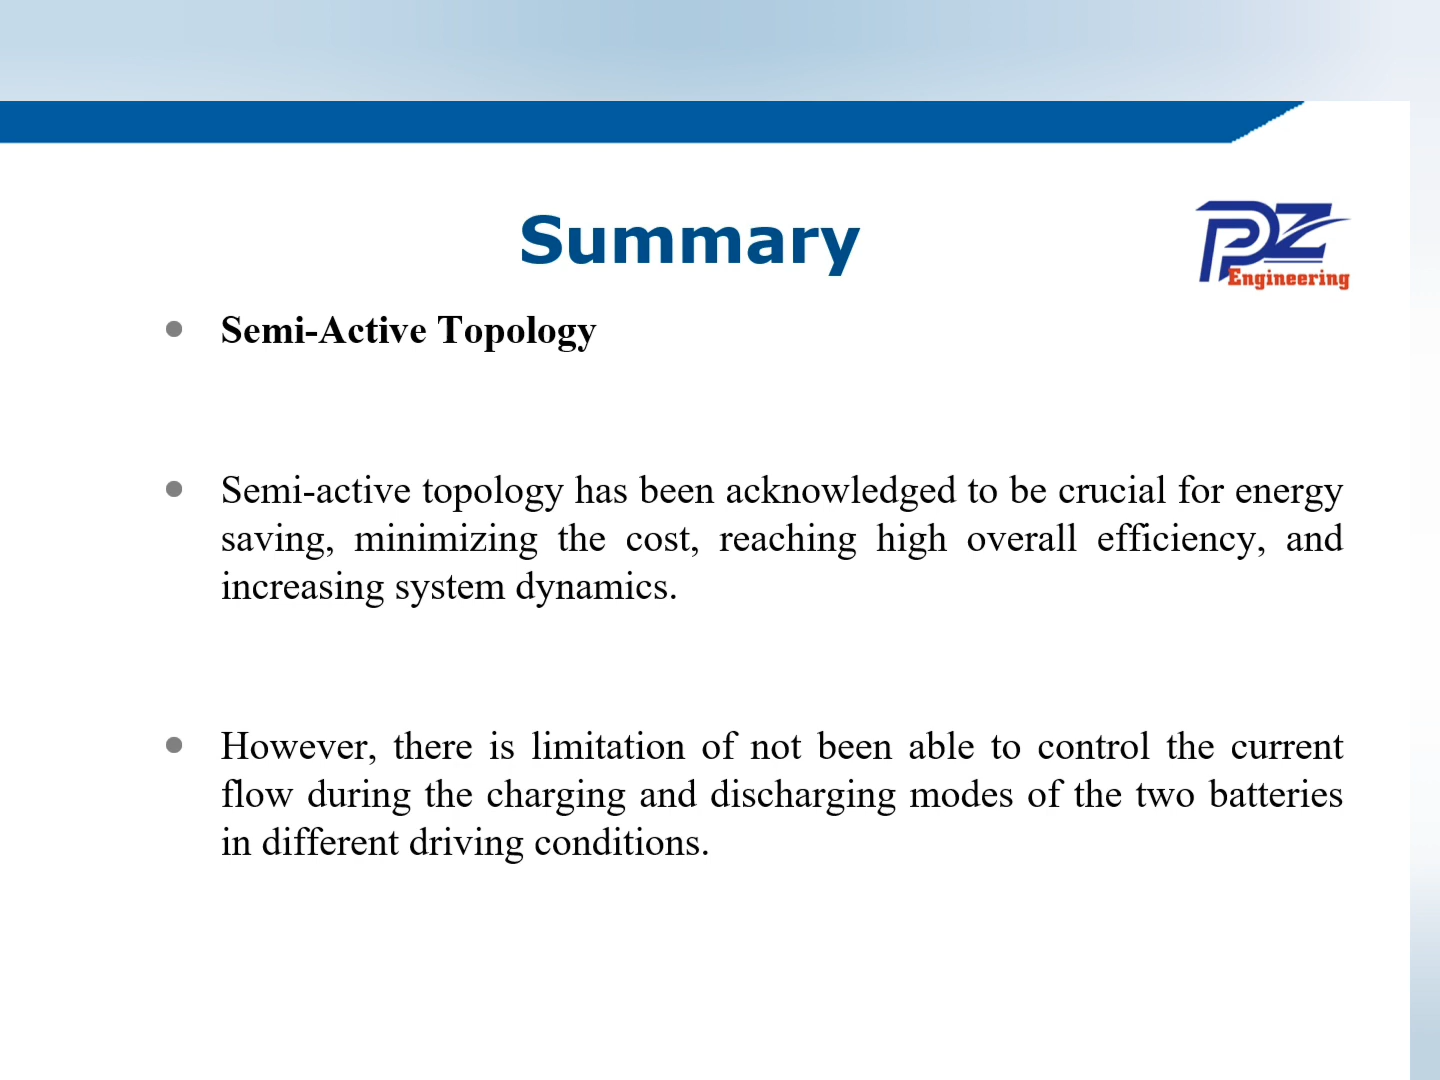 Summary
PPZ
Engineering
Semi-Active Topology
Semi-active topology has been acknowledged to be crucial for energy
saving, minimizing the cost, reaching high overall efficiency, and
increasing system dynamics.
However, there is limitation of not been able to control the current
flow during the charging and discharging modes of the two batteries
in different driving conditions.